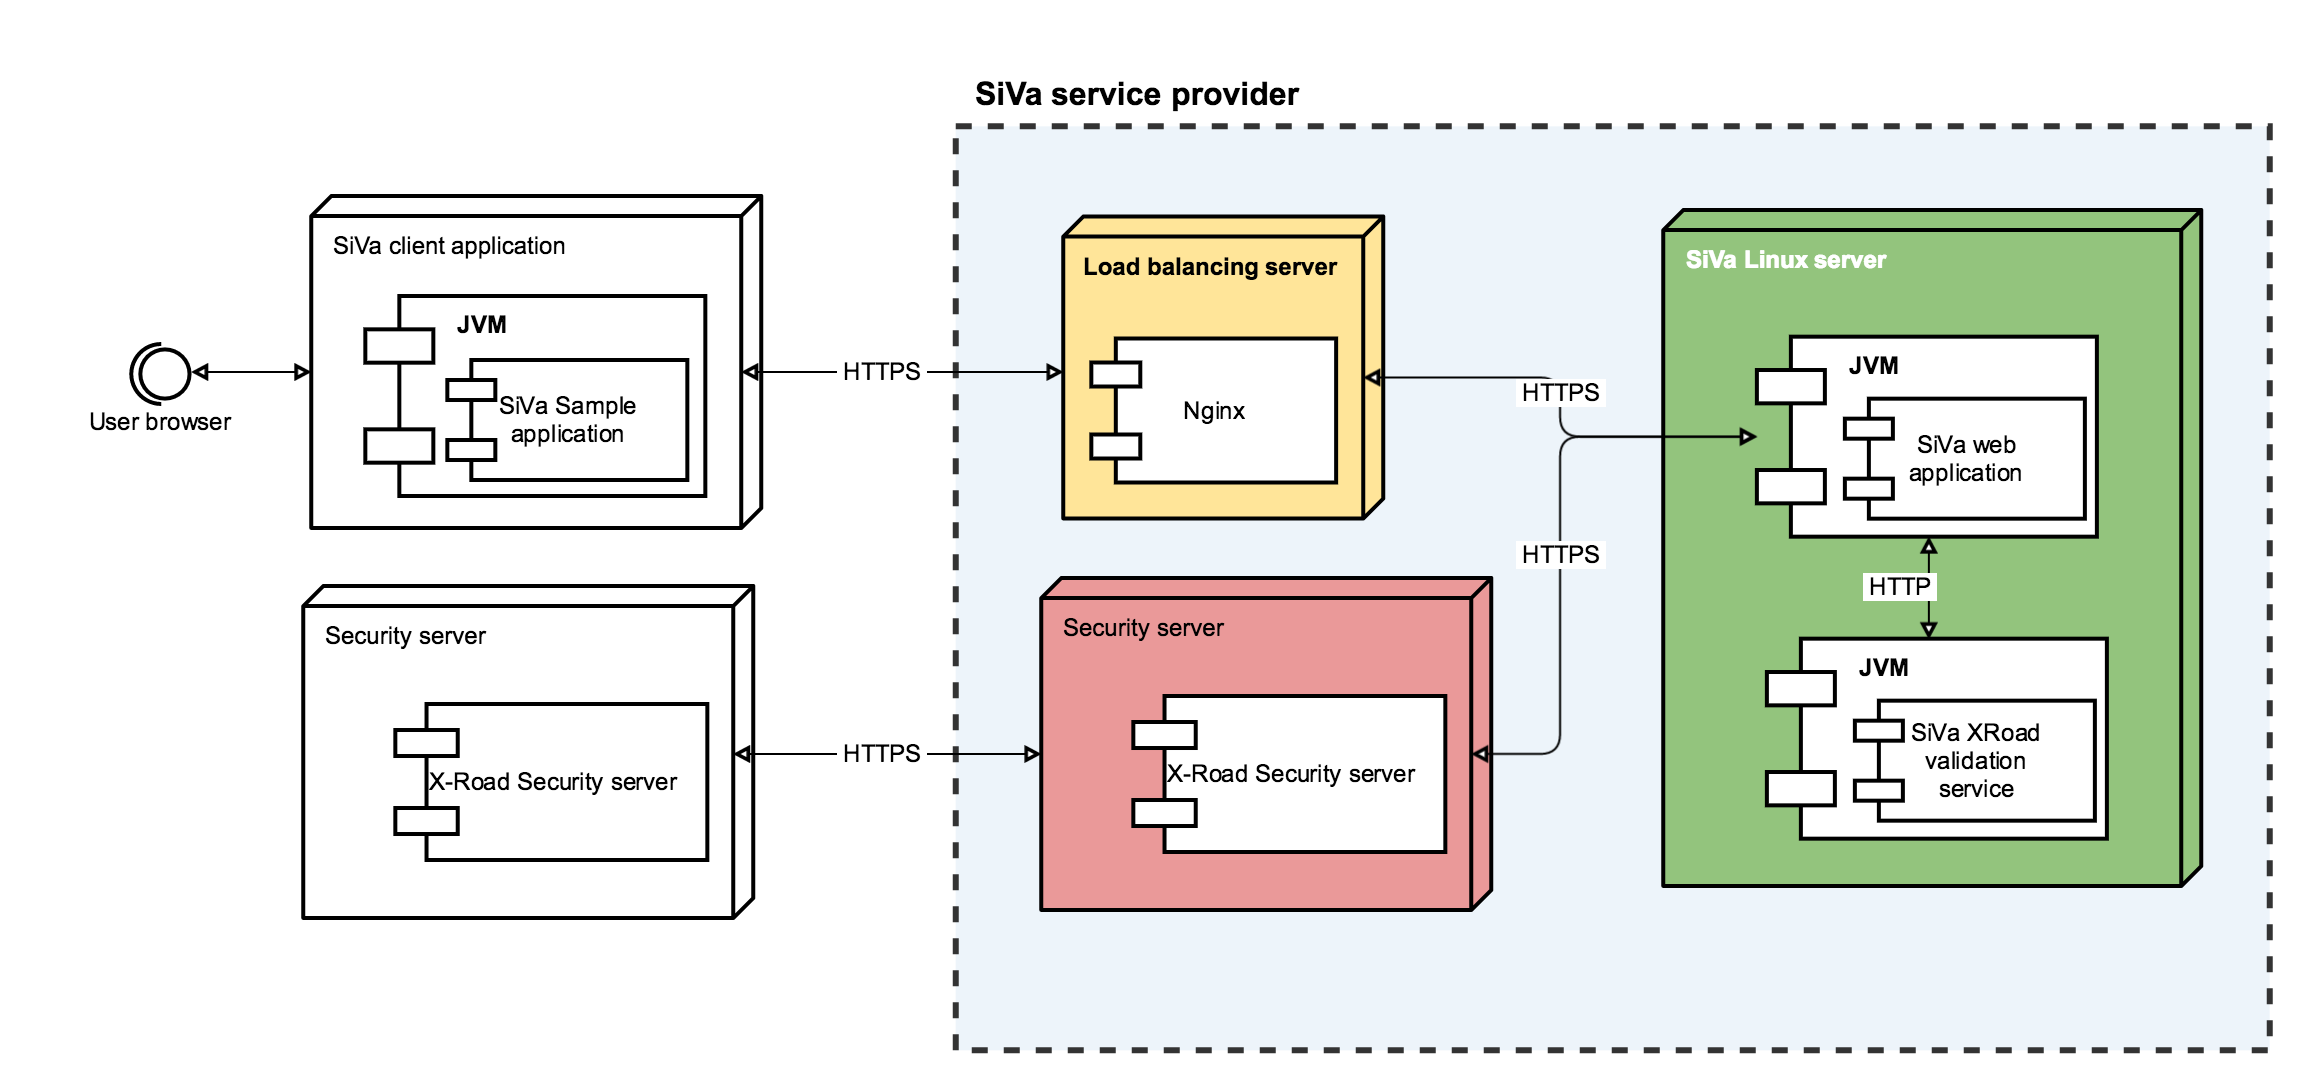 SiVa service provider
SiVa client application
JVM
SiVa Sample
application
User browser
HTTPS
Load balancing server
Nginx
HTTPS
SiVa Linux server
JVM
SiVa web
application
HTTPS
HTTP
Security server
X-Road Security server
HTTPS
Security server
X-Road Security server
JVM
SiVa XRoad
validation
service